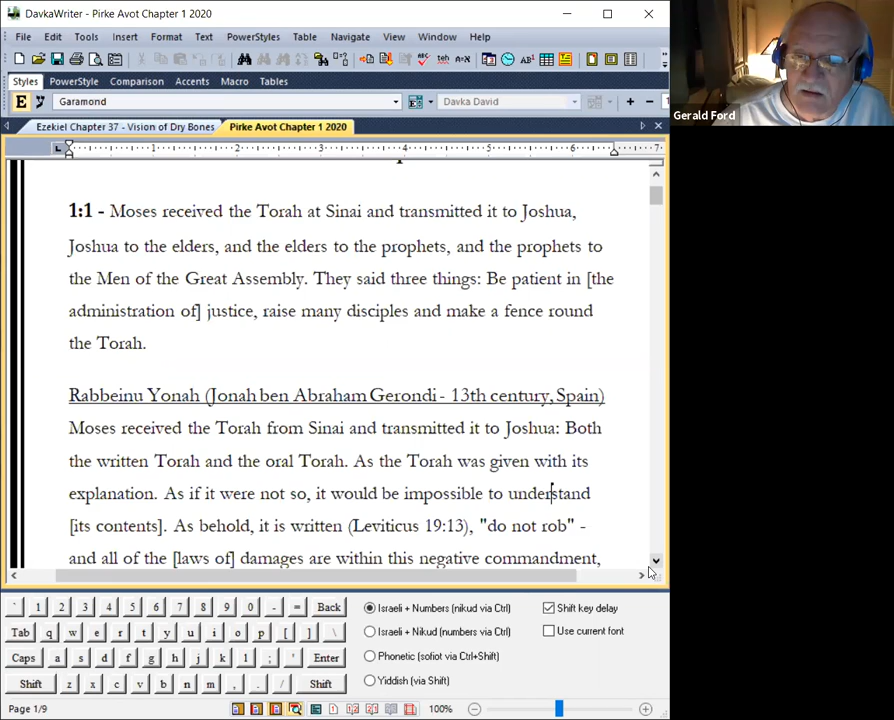 DavkaWriter - Pirke Avot Chapter 1 2020
File Edit Tools Insert Format Text PowerStyles Table Navigate View Window Help
Styles PowerStyle Comparison Accents Macro Tables
Garamond Davka David
Ezekiel Chapter 37 - Vision of Dry Bones Pirke Avot Chapter 1 2020
1 2 3 4 5 6 7
1:1 - Moses received the Torah at Sinai and transmitted it to Joshua,
Joshua to the elders, and the elders to the prophets, and the prophets to
the Men of the Great Assembly. They said three things: Be patient in [the
administration of] justice, raise many disciples and make a fence round
the Torah.
Rabbeinu Yonah (Jonah ben Abraham Gerondi - 13th century, Spain)
Moses received the Torah from Sinai and transmitted it to Joshua: Both
the written Torah and the oral Torah. As the Torah was given with its
explanation. As if it were not so, it would be impossible to understand
[its contents]. As behold, it is written (Leviticus 19:13), "do not rob" -
and all of the [laws of] damages are within this negative commandment,
` 1 2 3 4 5 6 7 8 9 0 - = Back
Tab q w e r t y u i o p [ ] \
Caps a s d f g h j k l ; ' Enter
Shift z x c v b n m , . / Shift
Israeli + Numbers (nikud via Ctrl)
Israeli + Nikud (numbers via Ctrl)
Phonetic (sofiot via Ctrl+Shift)
Yiddish (via Shift)
Shift key delay
Use current font
Page 1/9 100%
Gerald Ford